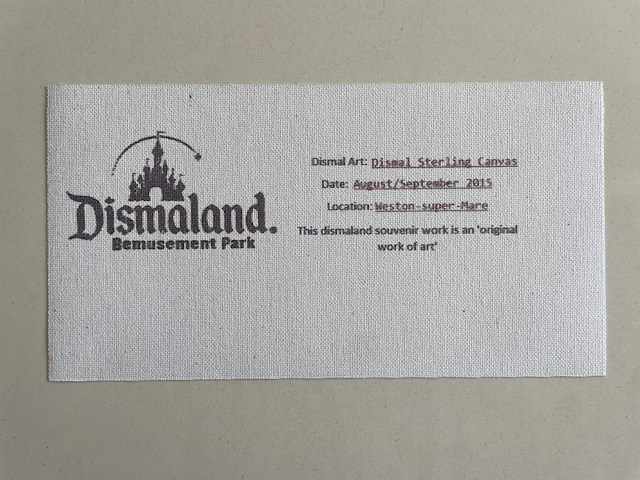 Dismaland.
Bemusement Park
Dismal Art: Dismal Sterling Canvas
Date: August/September 2015
Location: Weston-super-Mare
This dismaland souvenir work is an 'original
work of art'